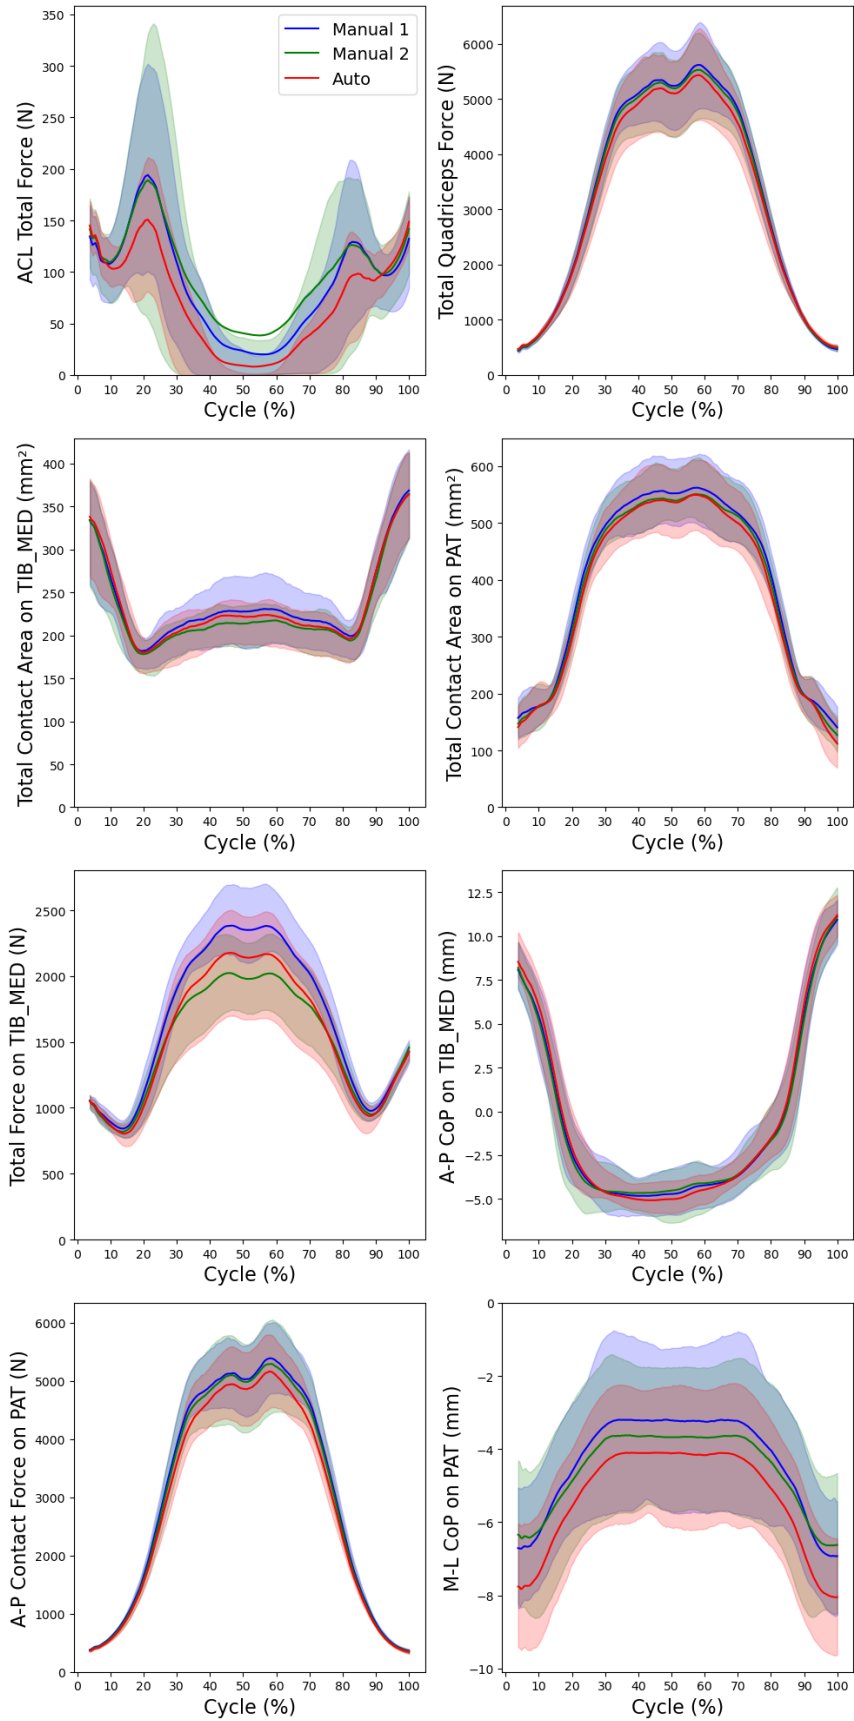 350
300
250
200
150
100
50
0
ACL Total Force (N)
Manual 1
Manual 2
Auto
0 10 20 30 40 50 60 70 80 90 100
Cycle (%)
6000
5000
4000
3000
2000
1000
0
Total Quadriceps Force (N)
0 10 20 30 40 50 60 70 80 90 100
Cycle (%)
400
350
300
250
200
150
100
50
0
Total Contact Area on TIB_MED (mm²)
0 10 20 30 40 50 60 70 80 90 100
Cycle (%)
600
500
400
300
200
100
0
Total Contact Area on PAT (mm²)
0 10 20 30 40 50 60 70 80 90 100
Cycle (%)
2500
2000
1500
1000
500
0
Total Force on TIB_MED (N)
0 10 20 30 40 50 60 70 80 90 100
Cycle (%)
12.5
10.0
7.5
5.0
2.5
0.0
−2.5
−5.0
A-P CoP on TIB_MED (mm)
0 10 20 30 40 50 60 70 80 90 100
Cycle (%)
6000
5000
4000
3000
2000
1000
0
A-P Contact Force on PAT (N)
0 10 20 30 40 50 60 70 80 90 100
Cycle (%)
0
−2
−4
−6
−8
−10
M-L CoP on PAT (mm)
0 10 20 30 40 50 60 70 80 90 100
Cycle (%)